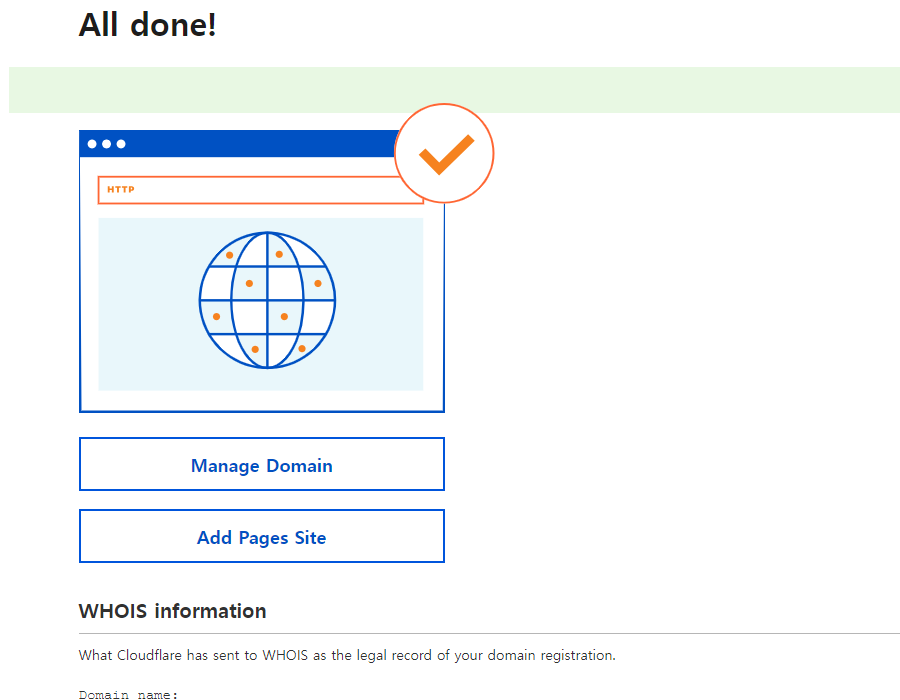 All done!
HTTP
Manage Domain
Add Pages Site
WHOIS information
What Cloudflare has sent to WHOIS as the legal record of your domain registration.
Domain name: